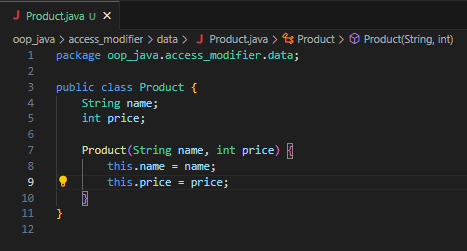 J Product.java U ×
oop_java > access_modifier > data > J Product.java > Product > Product(String, int)
1 package oop_java.access_modifier.data;
2
3 public class Product {
4     String name;
5     int price;
6
7     Product(String name, int price) {
8         this.name = name;
9         this.price = price;
10     }
11 }
12